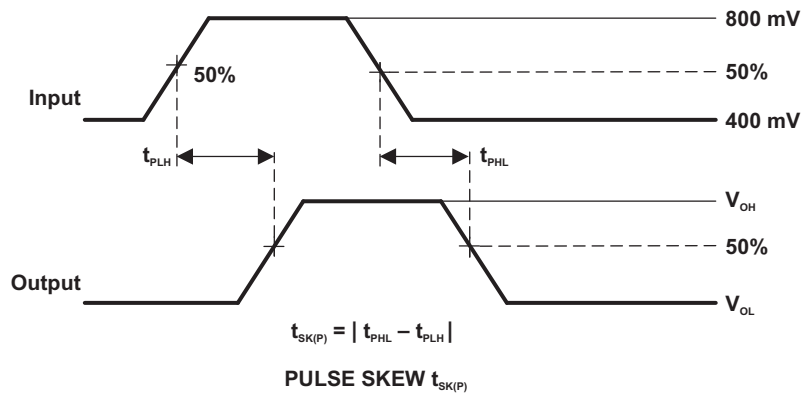 800 mV
50%
50%
Input
400 mV
tPLH
tPHL
VOH
50%
Output
VOL
tSK(P) = | tPHL – tPLH |
PULSE SKEW tSK(P)